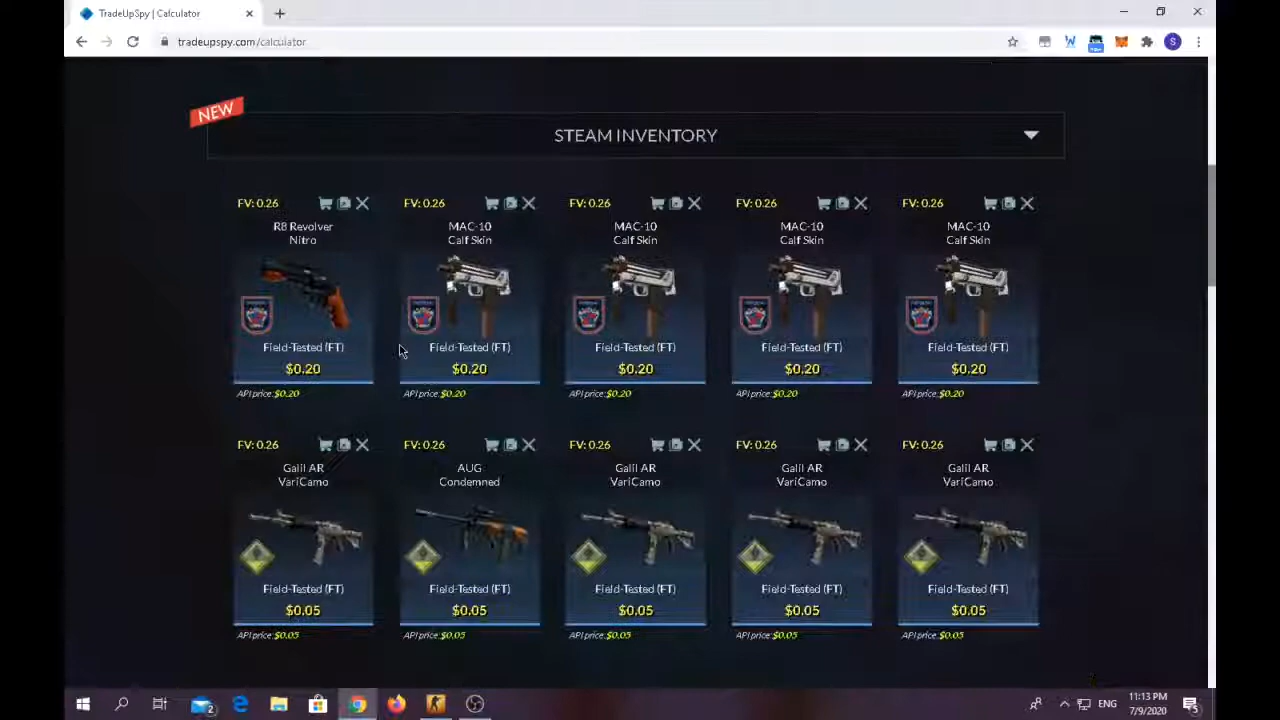 TradeUpSpy | Calculator
tradeupspy.com/calculator
S
NEW
STEAM INVENTORY
FV: 0.26 FV: 0.26 FV: 0.26 FV: 0.26 FV: 0.26
R8 Revolver MAC-10 MAC-10 MAC-10 MAC-10
Nitro Calf Skin Calf Skin Calf Skin Calf Skin
Field-Tested (FT) Field-Tested (FT) Field-Tested (FT) Field-Tested (FT) Field-Tested (FT)
$0.20 $0.20 $0.20 $0.20 $0.20
API price:$0.20 API price:$0.20 API price:$0.20 API price:$0.20 API price:$0.20
FV: 0.26 FV: 0.26 FV: 0.26 FV: 0.26 FV: 0.26
Galil AR AUG Galil AR Galil AR Galil AR
VariCamo Condemned VariCamo VariCamo VariCamo
Field-Tested (FT) Field-Tested (FT) Field-Tested (FT) Field-Tested (FT) Field-Tested (FT)
$0.05 $0.05 $0.05 $0.05 $0.05
API price:$0.05 API price:$0.05 API price:$0.05 API price:$0.05 API price:$0.05
2
ENG
11:13 PM
7/9/2020
5